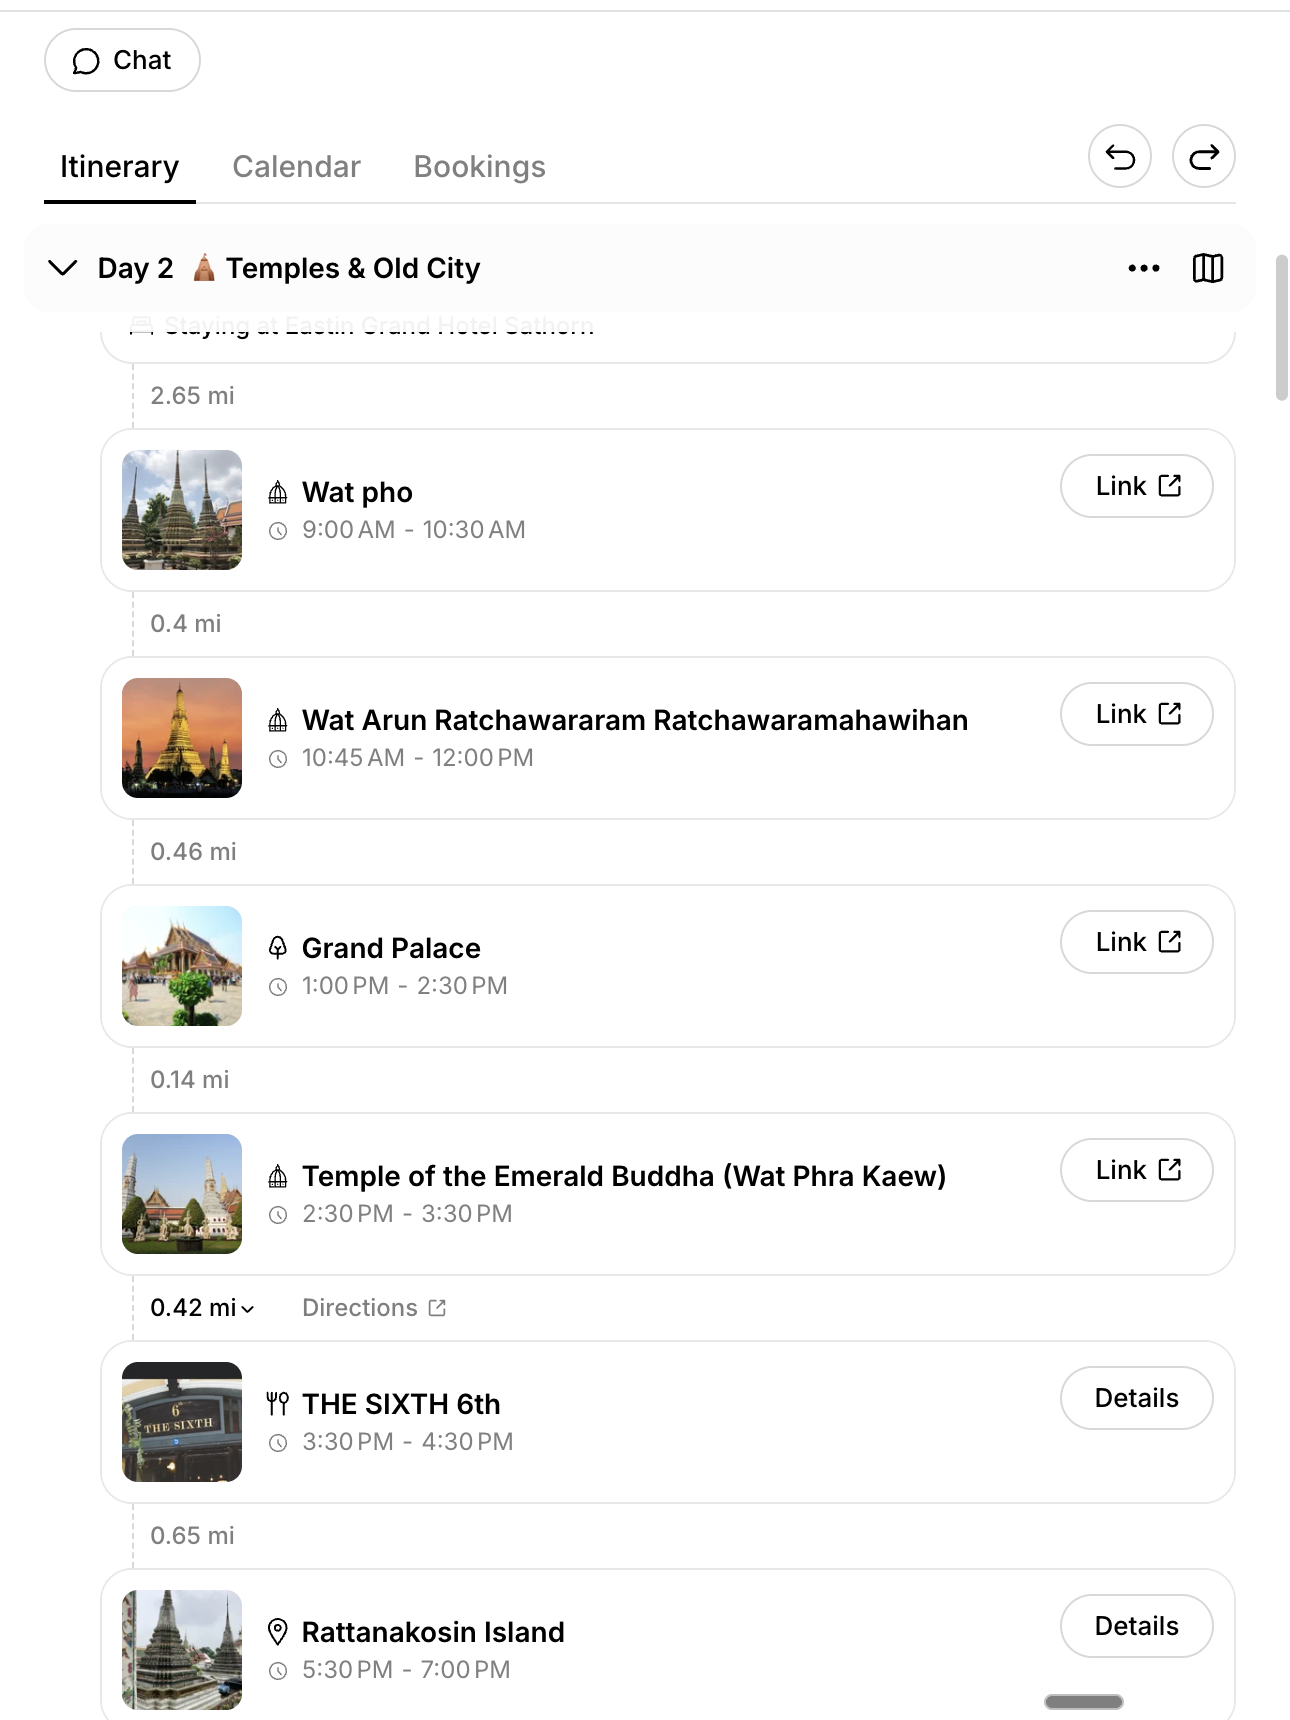 Chat
Itinerary
Calendar
Bookings
Day 2 Temples & Old City
Staying at Eastin Grand Hotel Sathorn
2.65 mi
Wat pho
9:00 AM - 10:30 AM
Link
0.4 mi
Wat Arun Ratchawararam Ratchawaramahawihan
10:45 AM - 12:00 PM
Link
0.46 mi
Grand Palace
1:00 PM - 2:30 PM
Link
0.14 mi
Temple of the Emerald Buddha (Wat Phra Kaew)
2:30 PM - 3:30 PM
Link
0.42 mi
Directions
6th
THE SIXTH
THE SIXTH 6th
3:30 PM - 4:30 PM
Details
0.65 mi
Rattanakosin Island
5:30 PM - 7:00 PM
Details